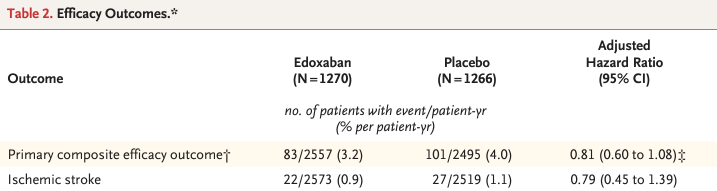 Table 2. Efficacy Outcomes.*
Outcome Edoxaban (N=1270) Placebo (N=1266) Adjusted Hazard Ratio (95% CI)
no. of patients with event/patient-yr
(% per patient-yr)
Primary composite efficacy outcome† 83/2557 (3.2) 101/2495 (4.0) 0.81 (0.60 to 1.08)‡
Ischemic stroke 22/2573 (0.9) 27/2519 (1.1) 0.79 (0.45 to 1.39)